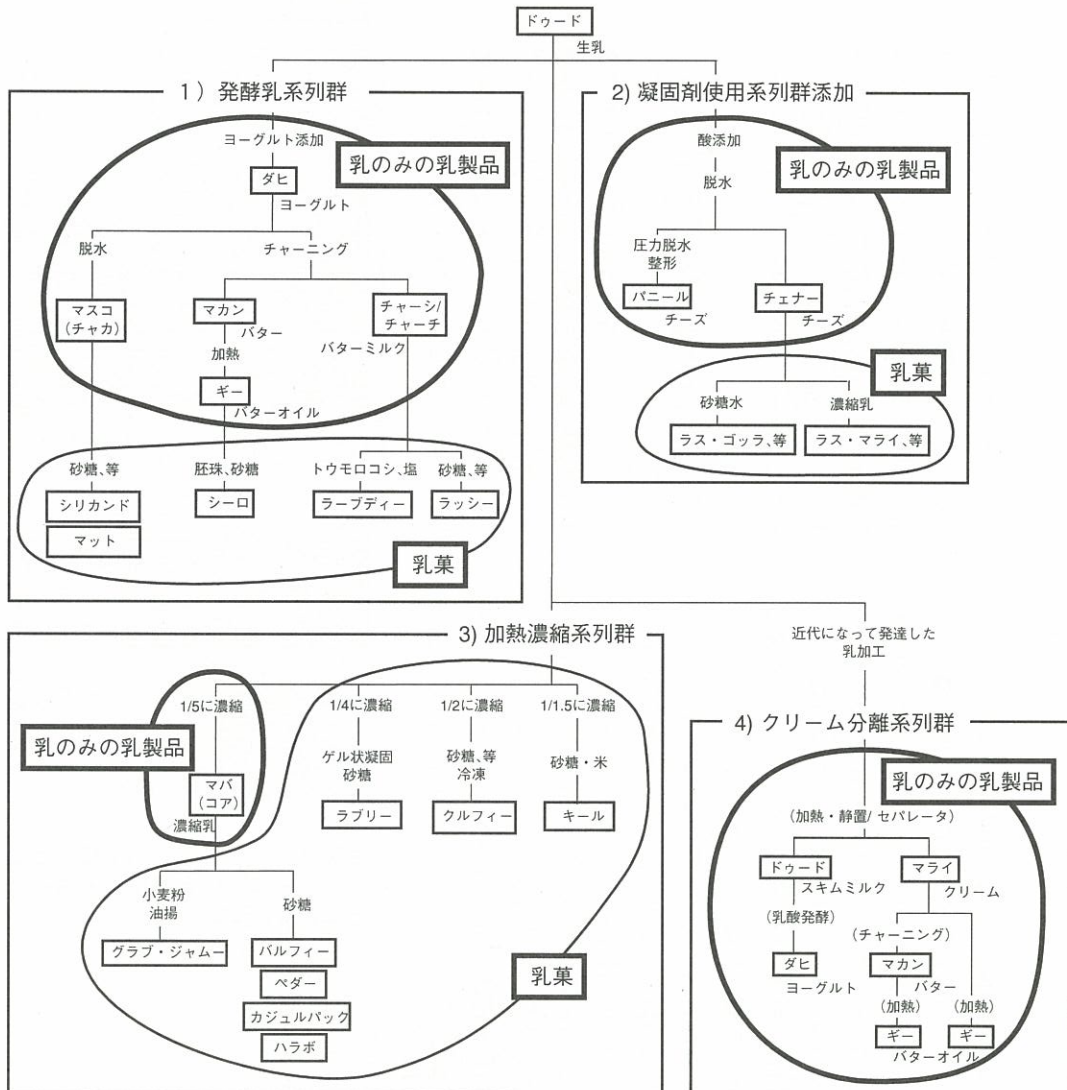 ドゥード
生乳
1）発酵乳系列群
ヨーグルト添加
乳のみの乳製品
ダヒ
ヨーグルト
脱水
チャーニング
マスコ
(チャカ)
マカン
バター
チャーシ/
チャーチ
バターミルク
加熱
ギー
バターオイル
砂糖、等
胚珠、砂糖
トウモロコシ、塩
砂糖、等
シリカンド
シーロ
ラーブディー
ラッシー
マット
乳菓
2) 凝固剤使用系列群添加
酸添加
乳のみの乳製品
脱水
圧力脱水
整形
パニール
チーズ
チェナー
チーズ
乳菓
砂糖水
濃縮乳
ラス・ゴッラ、等
ラス・マライ、等
3) 加熱濃縮系列群
1/5に濃縮
1/4に濃縮
1/2に濃縮
1/1.5に濃縮
乳のみの乳製品
マバ
(コア)
濃縮乳
ゲル状凝固
砂糖
砂糖、等
冷凍
砂糖・米
ラブリー
クルフィー
キール
小麦粉
油揚
砂糖
グラブ・ジャムー
バルフィー
ペダー
カジュルパック
ハラボ
乳菓
近代になって発達した
乳加工
4) クリーム分離系列群
乳のみの乳製品
(加熱・静置/ セパレータ)
ドゥード
スキムミルク
マライ
クリーム
(乳酸発酵)
(チャーニング)
ダヒ
ヨーグルト
マカン
バター
(加熱)
(加熱)
ギー
ギー
バターオイル